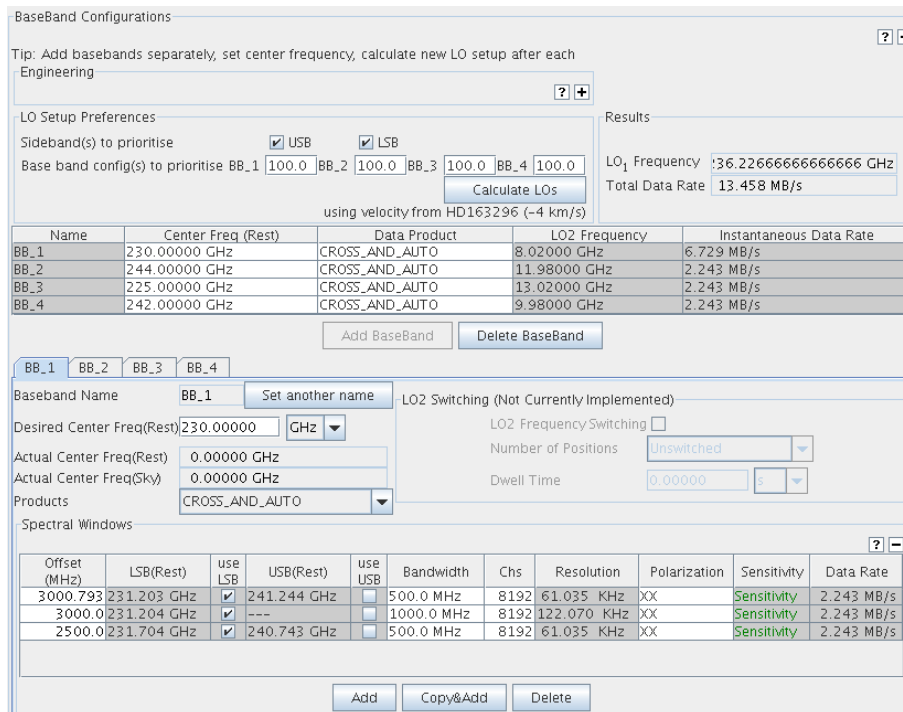 BaseBand Configurations
?
Tip: Add basebands separately, set center frequency, calculate new LO setup after each
Engineering
? +
LO Setup Preferences
Sideband(s) to prioritise USB LSB
Base band config(s) to prioritise BB_1 100.0 BB_2 100.0 BB_3 100.0 BB_4 100.0
Calculate LOs
using velocity from HD163296 (-4 km/s)
Results
LO1 Frequency 36.22666666666666 GHz
Total Data Rate 13.458 MB/s
Name Center Freq (Rest) Data Product LO2 Frequency Instantaneous Data Rate
BB_1 230.00000 GHz CROSS_AND_AUTO 8.02000 GHz 6.729 MB/s
BB_2 244.00000 GHz CROSS_AND_AUTO 11.98000 GHz 2.243 MB/s
BB_3 225.00000 GHz CROSS_AND_AUTO 13.02000 GHz 2.243 MB/s
BB_4 242.00000 GHz CROSS_AND_AUTO 9.98000 GHz 2.243 MB/s
Add BaseBand Delete BaseBand
BB_1 BB_2 BB_3 BB_4
Baseband Name BB_1 Set another name
Desired Center Freq(Rest) 230.00000 GHz
Actual Center Freq(Rest) 0.00000 GHz
Actual Center Freq(Sky) 0.00000 GHz
Products CROSS_AND_AUTO
LO2 Switching (Not Currently Implemented)
LO2 Frequency Switching
Number of Positions Unswitched
Dwell Time 0.00000 s
Spectral Windows
? −
Offset (MHz) LSB(Rest) use LSB USB(Rest) use USB Bandwidth Chs Resolution Polarization Sensitivity Data Rate
3000.793 231.203 GHz 241.244 GHz 500.0 MHz 8192 61.035 KHz XX Sensitivity 2.243 MB/s
3000.0 231.204 GHz --- 1000.0 MHz 8192 122.070 KHz XX Sensitivity 2.243 MB/s
2500.0 231.704 GHz 240.743 GHz 500.0 MHz 8192 61.035 KHz XX Sensitivity 2.243 MB/s
Add Copy&Add Delete